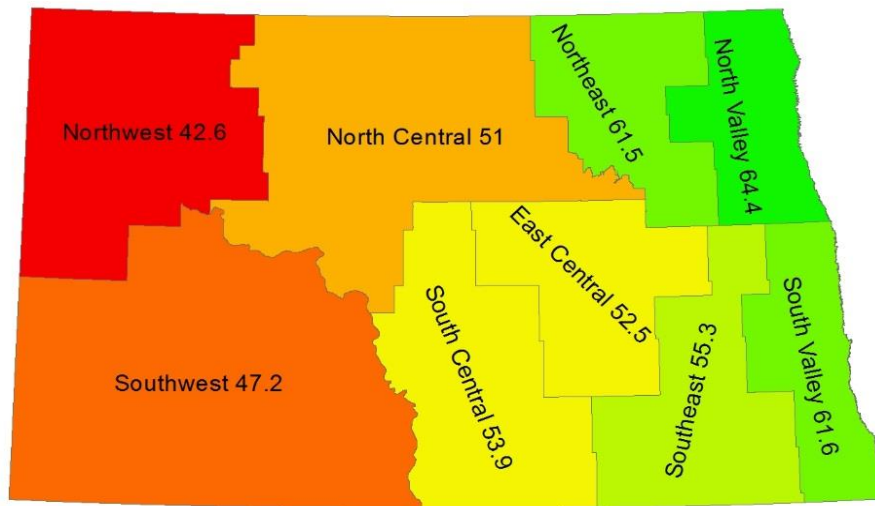 Northwest 42.6
North Central 51
Northeast 61.5
North Valley 64.4
Southwest 47.2
South Central 53.9
East Central 52.5
Southeast 55.3
South Valley 61.6